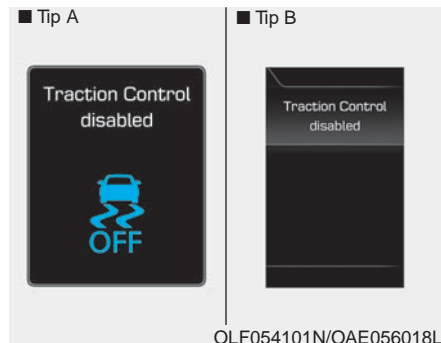 ■ Tip A
Traction Control
disabled
OFF
■ Tip B
Traction Control
disabled
OLF054101N/OAE056018L